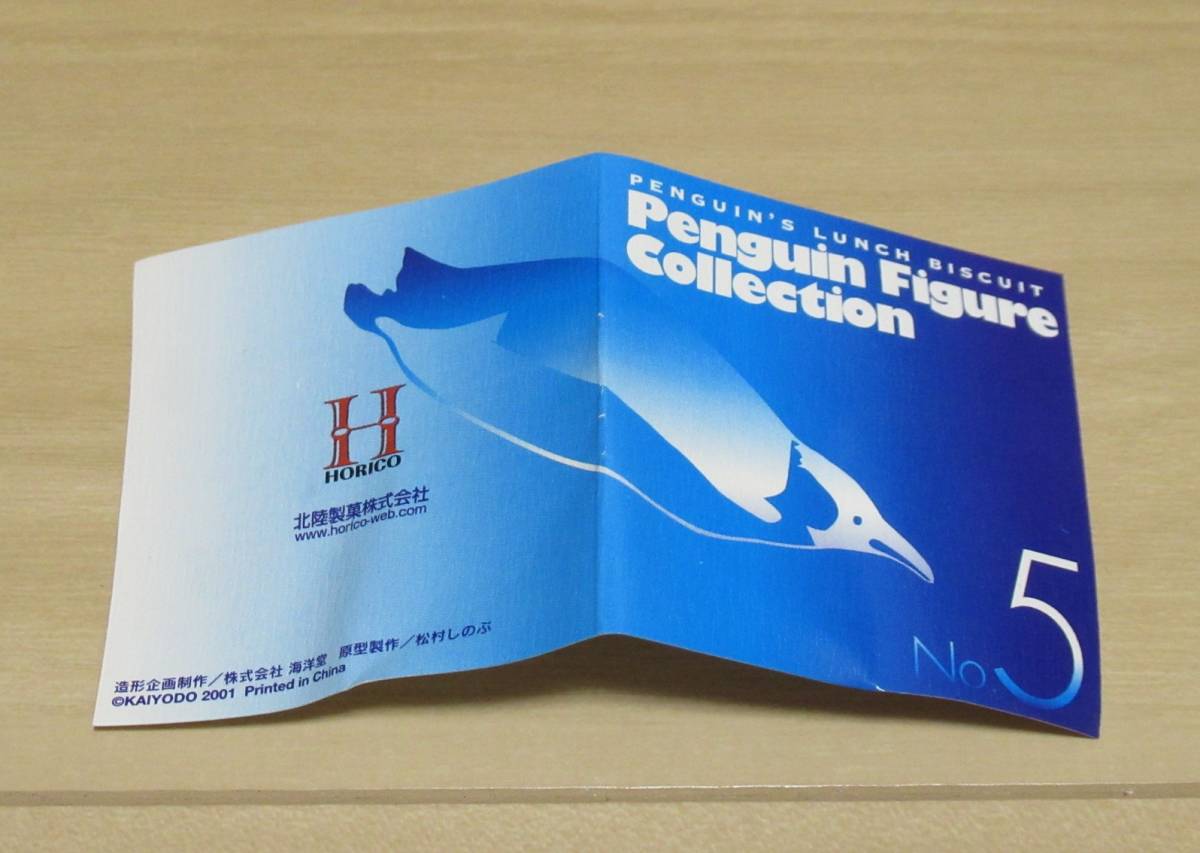 PENGUIN'S LUNCH BISCUIT
Penguin Figure
Collection
No.5
H
HORICO
北陸製菓株式会社
www.horico-web.com
造形企画制作／株式会社 海洋堂 原型製作／松村しのぶ
©KAIYODO 2001 Printed in China